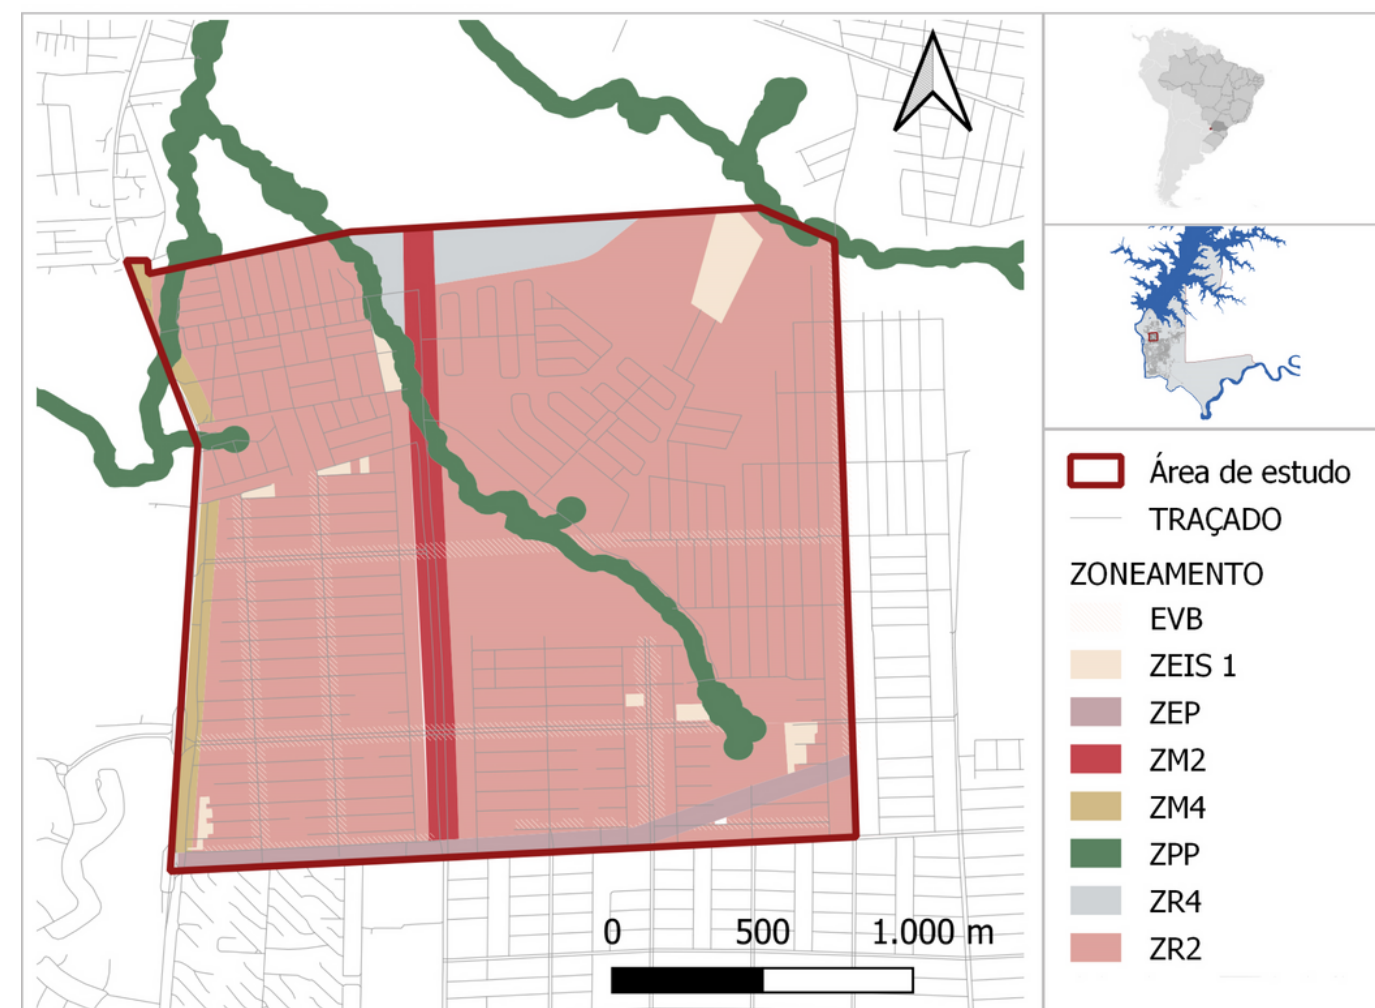 Área de estudo
TRAÇADO
ZONEAMENTO
EVB
ZEIS 1
ZEP
ZM2
ZM4
ZPP
ZR4
ZR2
0 500 1.000 m